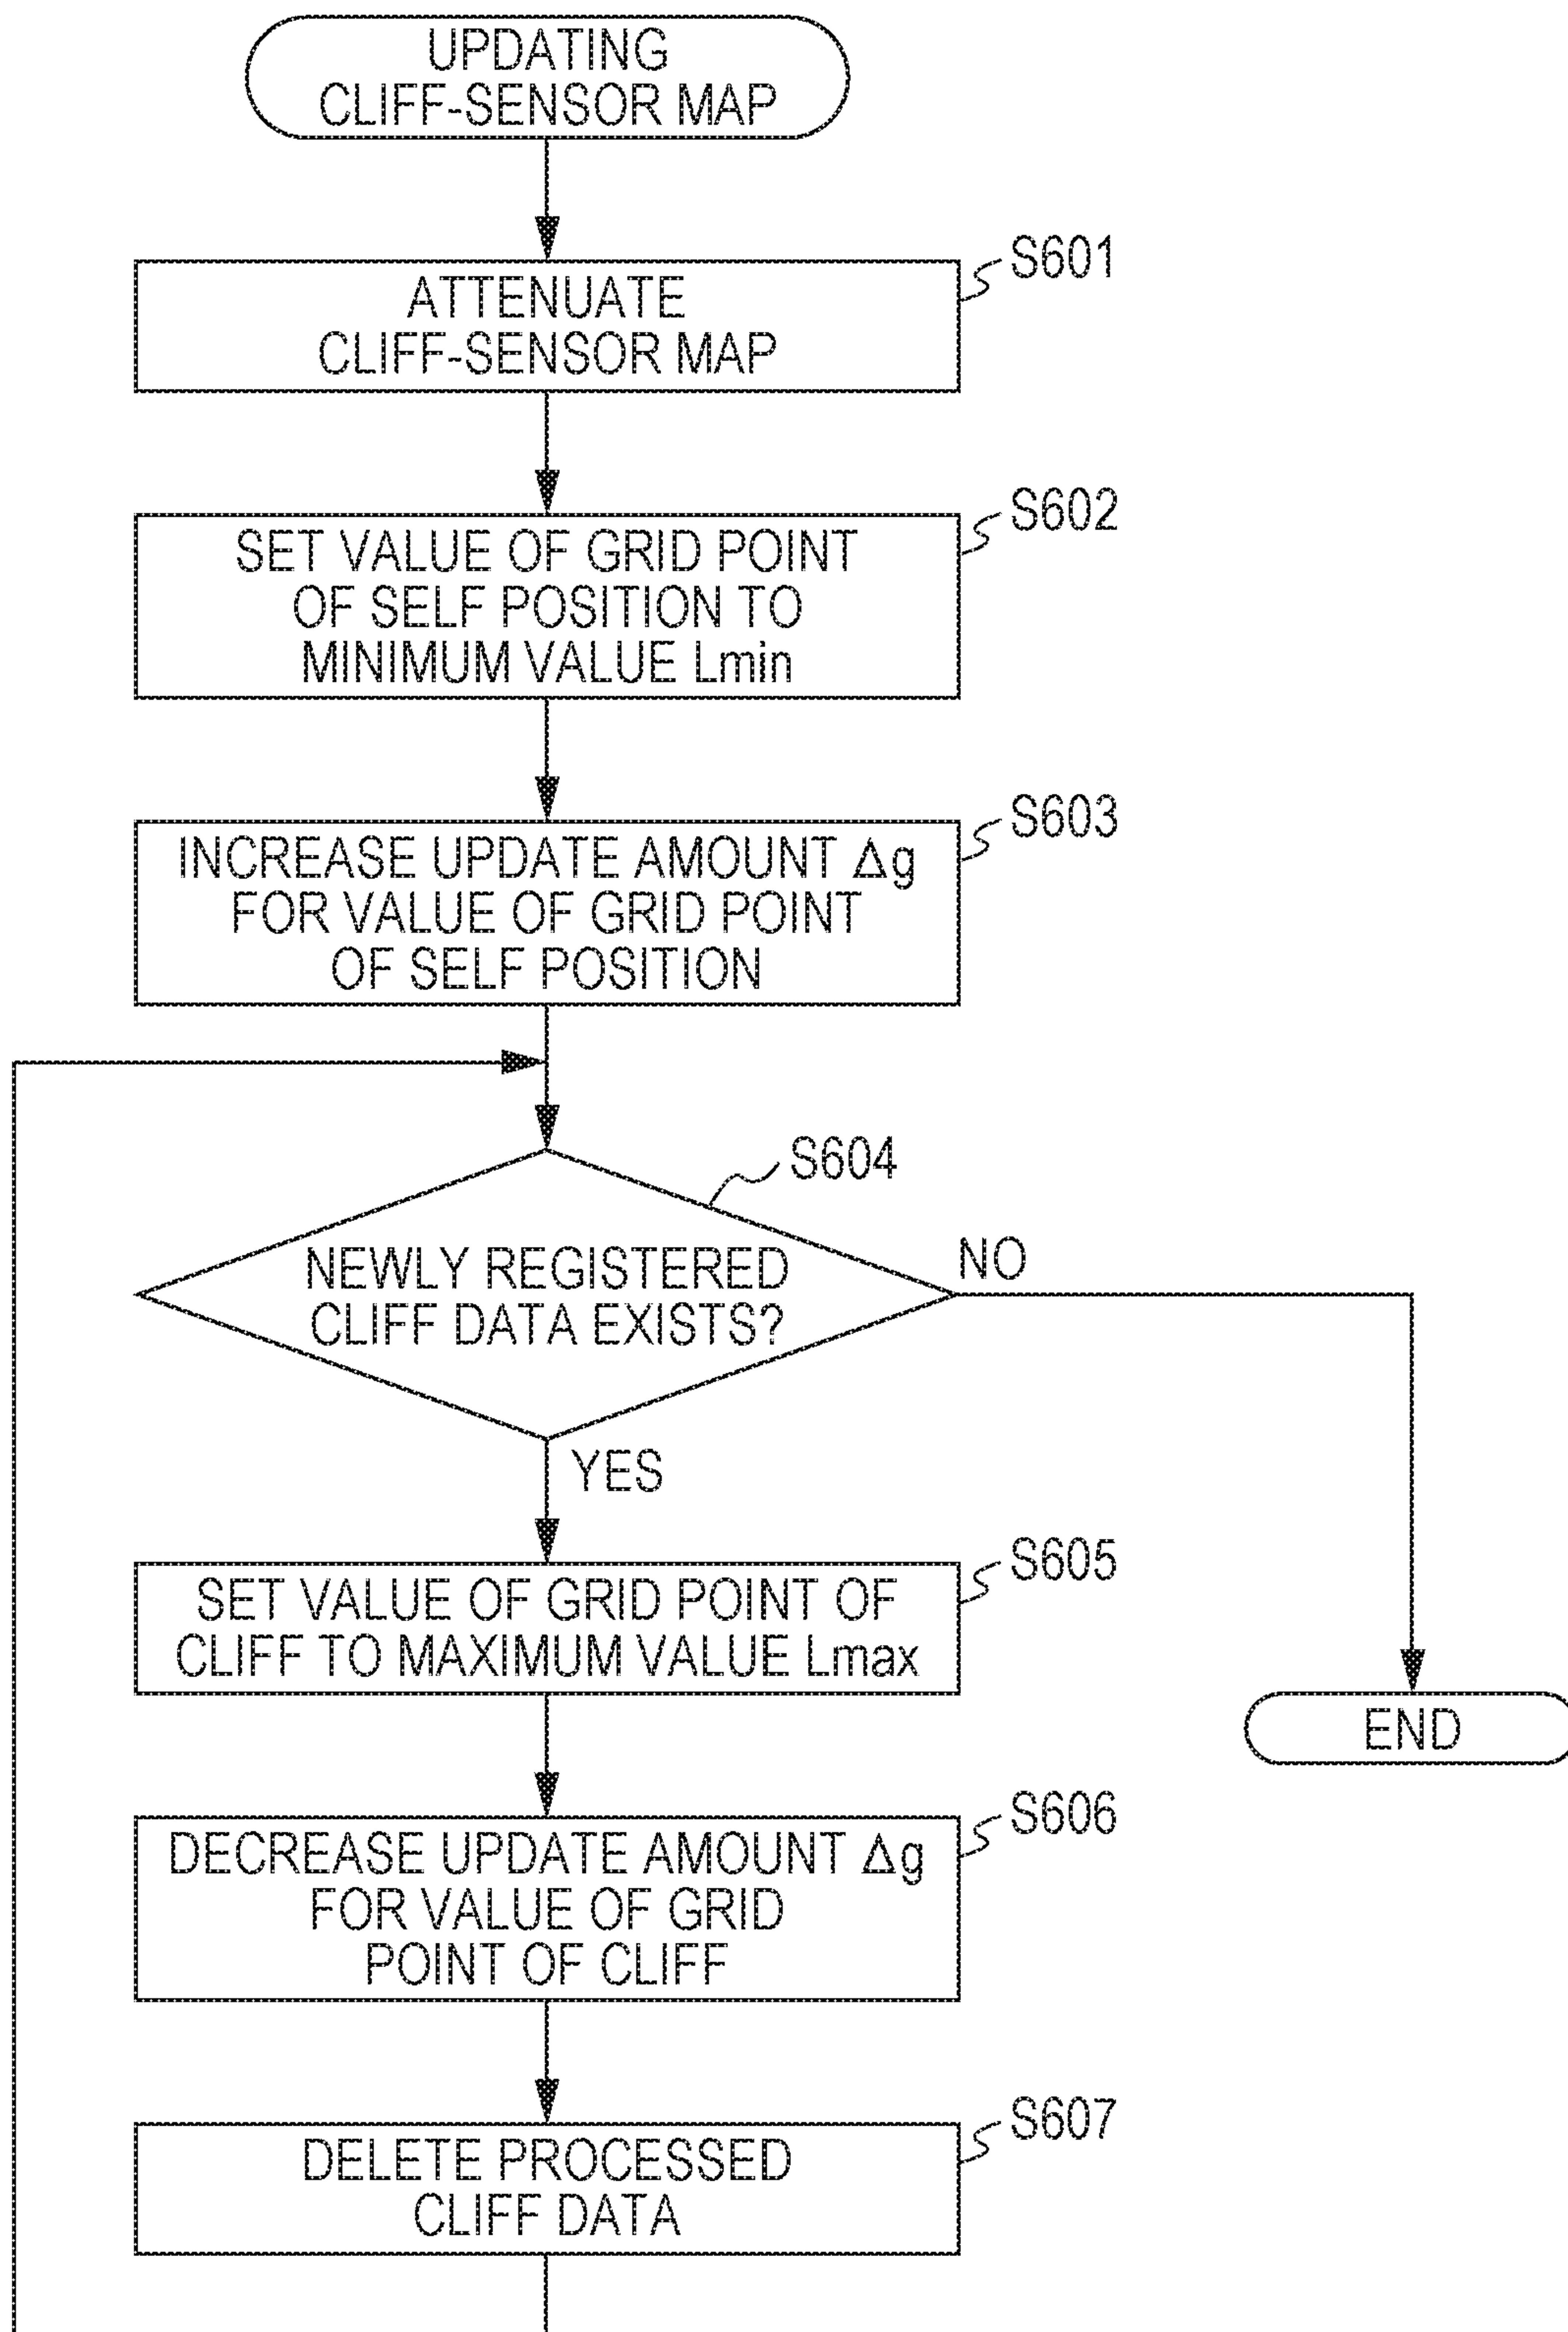 UPDATING
CLIFF-SENSOR MAP
S601
ATTENUATE
CLIFF-SENSOR MAP
S602
SET VALUE OF GRID POINT
OF SELF POSITION TO
MINIMUM VALUE Lmin
S603
INCREASE UPDATE AMOUNT Δg
FOR VALUE OF GRID POINT
OF SELF POSITION
S604
NEWLY REGISTERED
CLIFF DATA EXISTS?
NO
YES
S605
SET VALUE OF GRID POINT OF
CLIFF TO MAXIMUM VALUE Lmax
END
S606
DECREASE UPDATE AMOUNT Δg
FOR VALUE OF GRID
POINT OF CLIFF
S607
DELETE PROCESSED
CLIFF DATA